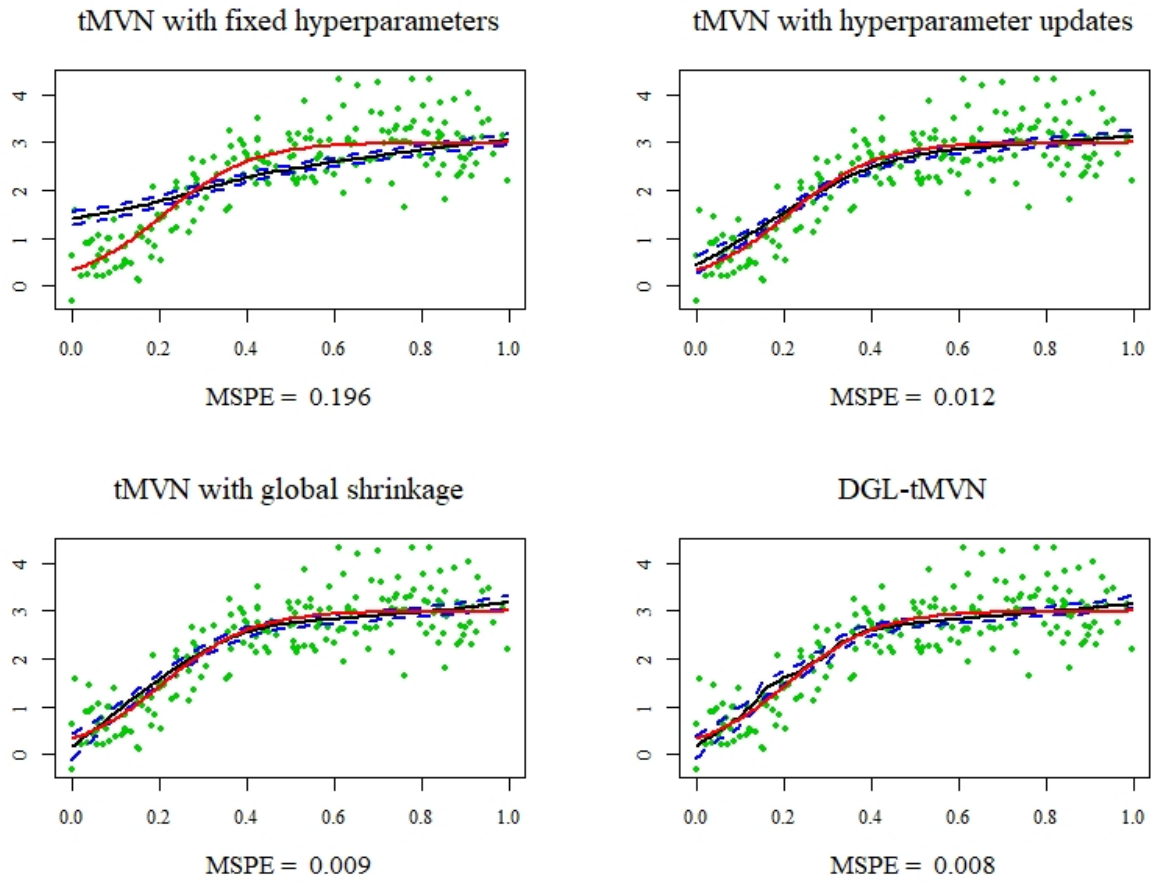 tMVN with fixed hyperparameters
4
3
2
1
0
0.0 0.2 0.4 0.6 0.8 1.0
MSPE = 0.196
tMVN with hyperparameter updates
4
3
2
1
0
0.0 0.2 0.4 0.6 0.8 1.0
MSPE = 0.012
tMVN with global shrinkage
4
3
2
1
0
0.0 0.2 0.4 0.6 0.8 1.0
MSPE = 0.009
DGL-tMVN
4
3
2
1
0
0.0 0.2 0.4 0.6 0.8 1.0
MSPE = 0.008